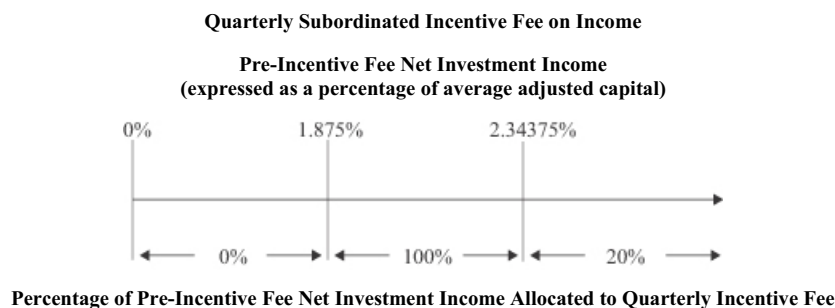 Quarterly Subordinated Incentive Fee on Income
Pre-Incentive Fee Net Investment Income
(expressed as a percentage of average adjusted capital)
0% 1.875% 2.34375%
0% 100% 20%
Percentage of Pre-Incentive Fee Net Investment Income Allocated to Quarterly Incentive Fee